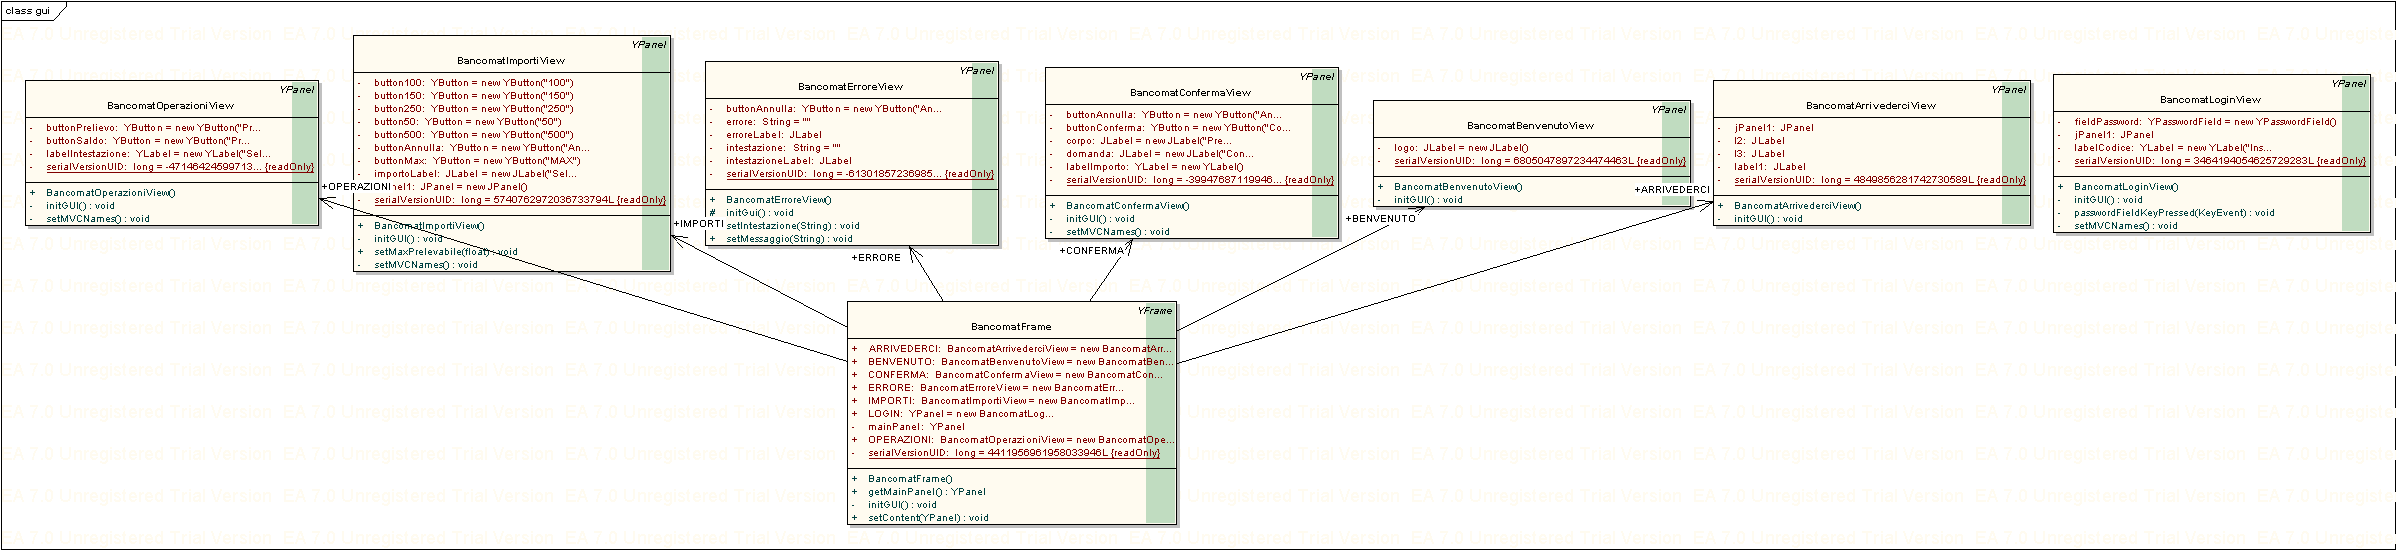 class gui
EA 7.0 Unregistered Trial Version
YPanel
BancomatOperazioniView
- buttonPrelievo: YButton = new YButton("Pr...
- buttonSaldo: YButton = new YButton("Pr...
- labelIntestazione: YLabel = new YLabel("Sel...
- serialVersionUID: long = -47146424599713... {readOnly}
+ BancomatOperazioniView()
- initGUI() : void
- setMVCNames() : void
YPanel
BancomatImportiView
- button100: YButton = new YButton("100")
- button150: YButton = new YButton("150")
- button250: YButton = new YButton("250")
- button50: YButton = new YButton("50")
- button500: YButton = new YButton("500")
- buttonAnnulla: YButton = new YButton("An...
- buttonMax: YButton = new YButton("MAX")
- importoLabel: JLabel = new JLabel("Sel...
nel1: JPanel = new JPanel()
- serialVersionUID: long = 5740762972036733794L {readOnly}
+ BancomatImportiView()
- initGUI() : void
+ setMaxPrelevabile(float) : void
- setMVCNames() : void
YPanel
BancomatErroreView
- buttonAnnulla: YButton = new YButton("An...
- errore: String = ""
- erroreLabel: JLabel
- intestazione: String = ""
- intestazioneLabel: JLabel
- serialVersionUID: long = -61301857236985... {readOnly}
+ BancomatErroreView()
# initGui() : void
+ setIntestazione(String) : void
+ setMessaggio(String) : void
YPanel
BancomatConfermaView
- buttonAnnulla: YButton = new YButton("An...
- buttonConferma: YButton = new YButton("Co...
- corpo: JLabel = new JLabel("Pre...
- domanda: JLabel = new JLabel("Con...
- labelImporto: YLabel = new YLabel()
- serialVersionUID: long = -39947687119946... {readOnly}
+ BancomatConfermaView()
- initGUI() : void
- setMVCNames() : void
YPanel
BancomatBenvenutoView
- logo: JLabel = new JLabel()
- serialVersionUID: long = 6805047897234474463L {readOnly}
+ BancomatBenvenutoView()
- initGUI() : void
YPanel
BancomatArrivederciView
- jPanel1: JPanel
- l2: JLabel
- l3: JLabel
- label1: JLabel
- serialVersionUID: long = 4849856281742730589L {readOnly}
+ BancomatArrivederciView()
- initGUI() : void
YPanel
BancomatLoginView
- fieldPassword: YPasswordField = new YPasswordField()
- jPanel1: JPanel
- labelCodice: YLabel = new YLabel("Ins...
- serialVersionUID: long = 3464194054625729283L {readOnly}
+ BancomatLoginView()
- initGUI() : void
- passwordFieldKeyPressed(KeyEvent) : void
- setMVCNames() : void
+OPERAZIONI
+IMPORTI
+ERRORE
+CONFERMA
+BENVENUTO
+ARRIVEDERCI
YFrame
BancomatFrame
+ ARRIVEDERCI: BancomatArrivederciView = new BancomatArr...
+ BENVENUTO: BancomatBenvenutoView = new BancomatBen...
+ CONFERMA: BancomatConfermaView = new BancomatCon...
+ ERRORE: BancomatErroreView = new BancomatErr...
+ IMPORTI: BancomatImportiView = new BancomatImp...
+ LOGIN: YPanel = new BancomatLog...
- mainPanel: YPanel
+ OPERAZIONI: BancomatOperazioniView = new BancomatOpe...
- serialVersionUID: long = 4411956961958033946L {readOnly}
+ BancomatFrame()
+ getMainPanel() : YPanel
- initGUI() : void
+ setContent(YPanel) : void